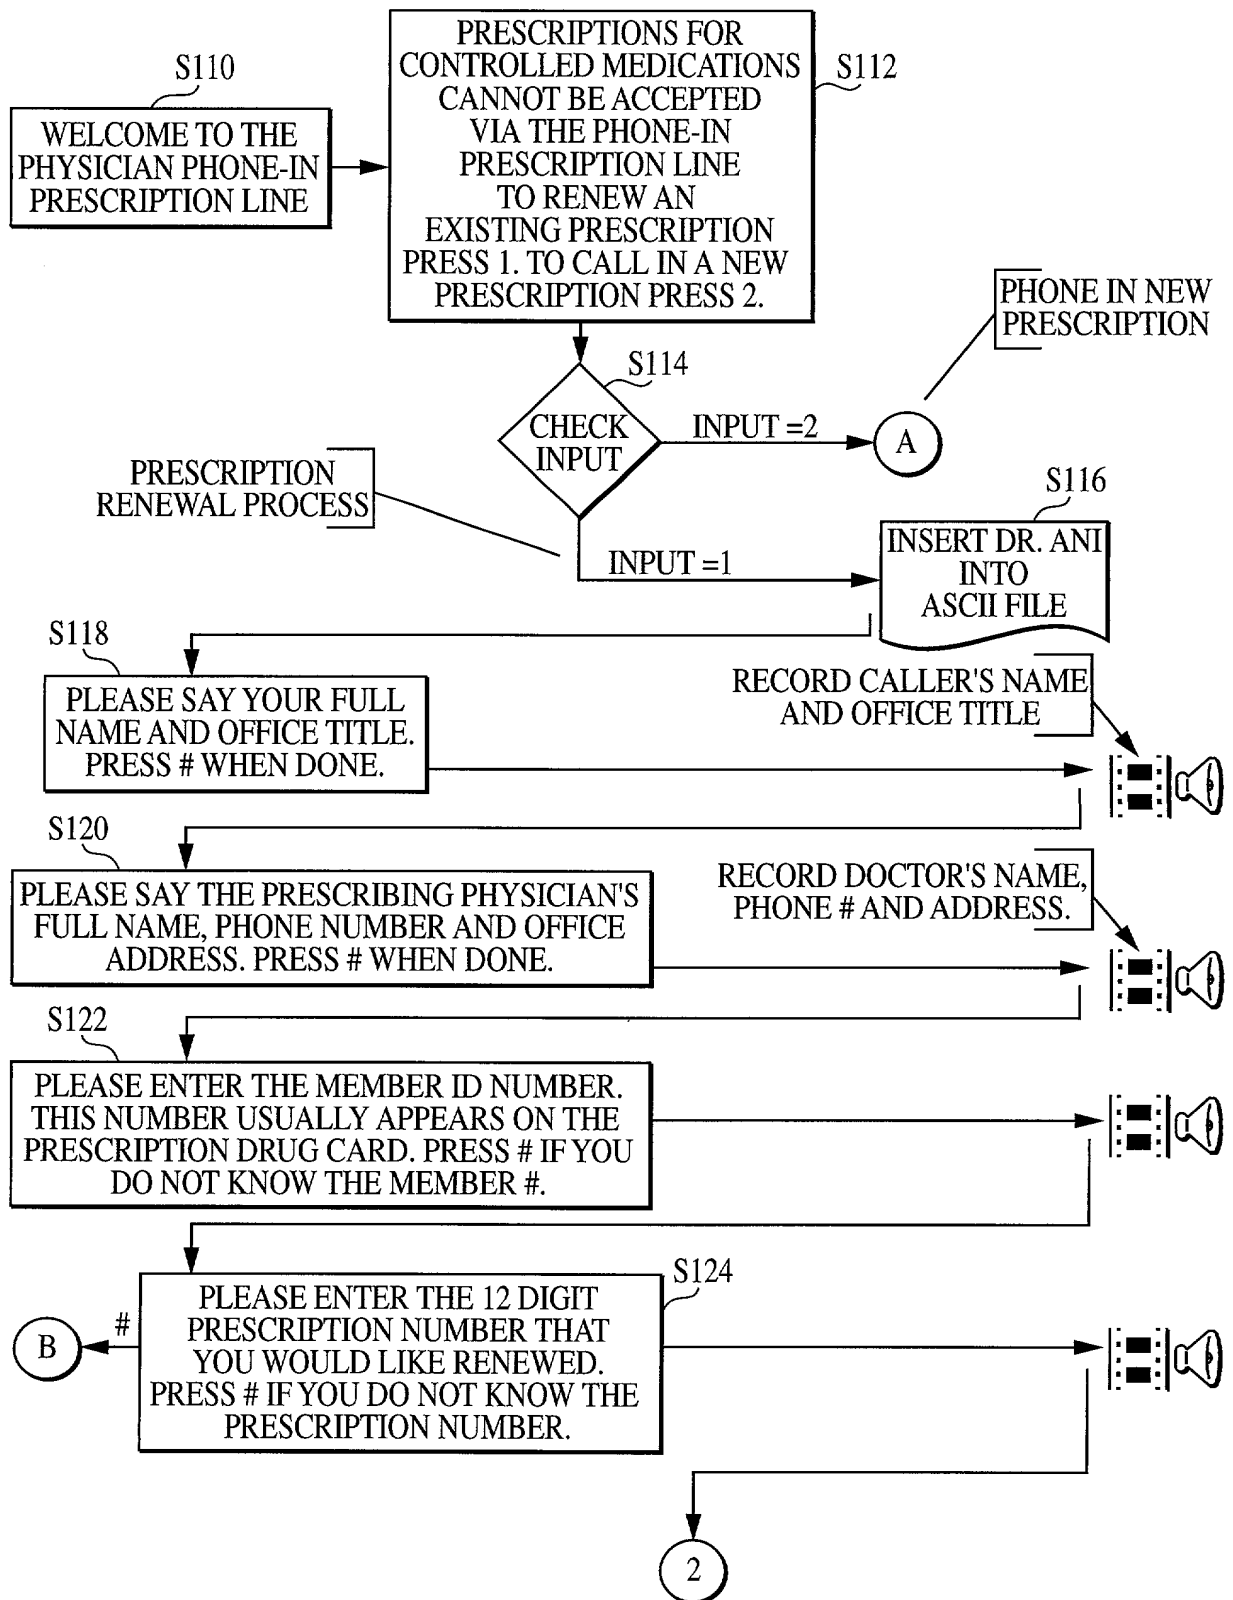 S110
WELCOME TO THE
PHYSICIAN PHONE-IN
PRESCRIPTION LINE
PRESCRIPTIONS FOR
CONTROLLED MEDICATIONS
CANNOT BE ACCEPTED
VIA THE PHONE-IN
PRESCRIPTION LINE
TO RENEW AN
EXISTING PRESCRIPTION
PRESS 1. TO CALL IN A NEW
PRESCRIPTION PRESS 2.
S112
PHONE IN NEW
PRESCRIPTION
S114
CHECK
INPUT
INPUT =2
A
PRESCRIPTION
RENEWAL PROCESS
INPUT =1
S116
INSERT DR. ANI
INTO
ASCII FILE
S118
PLEASE SAY YOUR FULL
NAME AND OFFICE TITLE.
PRESS # WHEN DONE.
RECORD CALLER'S NAME
AND OFFICE TITLE
S120
PLEASE SAY THE PRESCRIBING PHYSICIAN'S
FULL NAME, PHONE NUMBER AND OFFICE
ADDRESS. PRESS # WHEN DONE.
RECORD DOCTOR'S NAME,
PHONE # AND ADDRESS.
S122
PLEASE ENTER THE MEMBER ID NUMBER.
THIS NUMBER USUALLY APPEARS ON THE
PRESCRIPTION DRUG CARD. PRESS # IF YOU
DO NOT KNOW THE MEMBER #.
S124
PLEASE ENTER THE 12 DIGIT
PRESCRIPTION NUMBER THAT
YOU WOULD LIKE RENEWED.
PRESS # IF YOU DO NOT KNOW THE
PRESCRIPTION NUMBER.
#
B
2